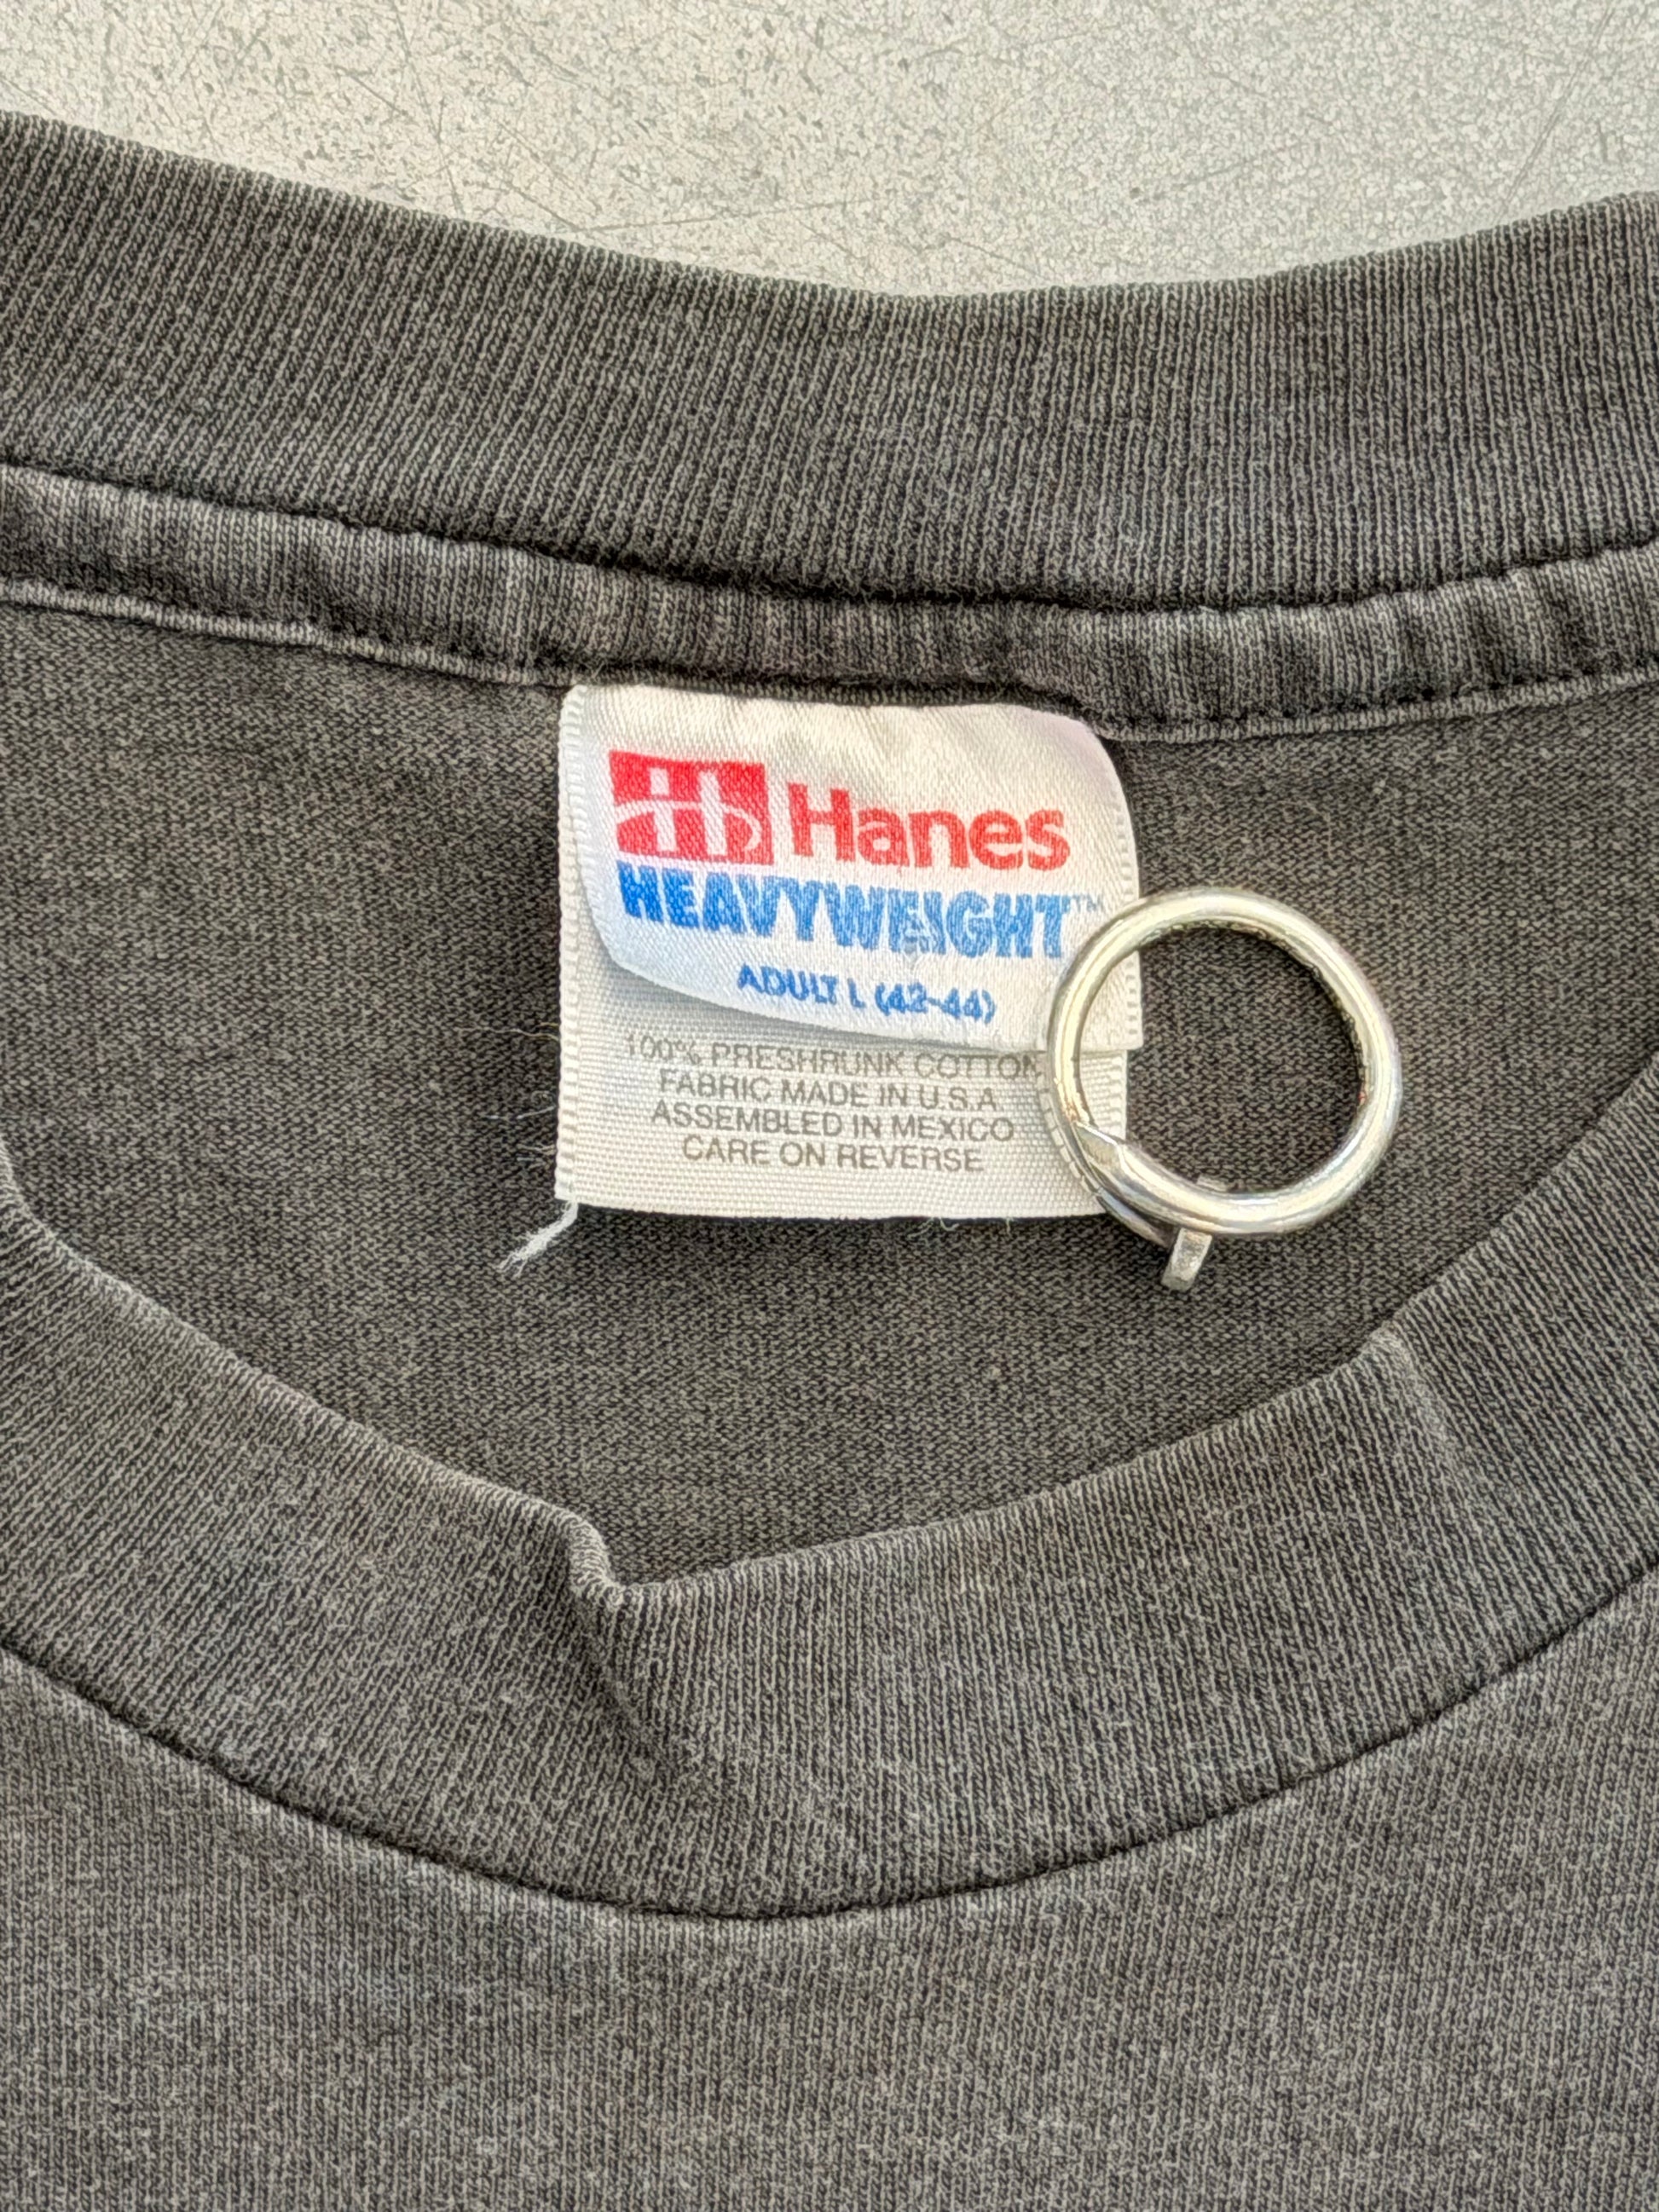 Hanes
HEAVYWEIGHT™
ADULT L (42-44)
100% PRESHRUNK COTTON
FABRIC MADE IN U.S.A
ASSEMBLED IN MEXICO
CARE ON REVERSE